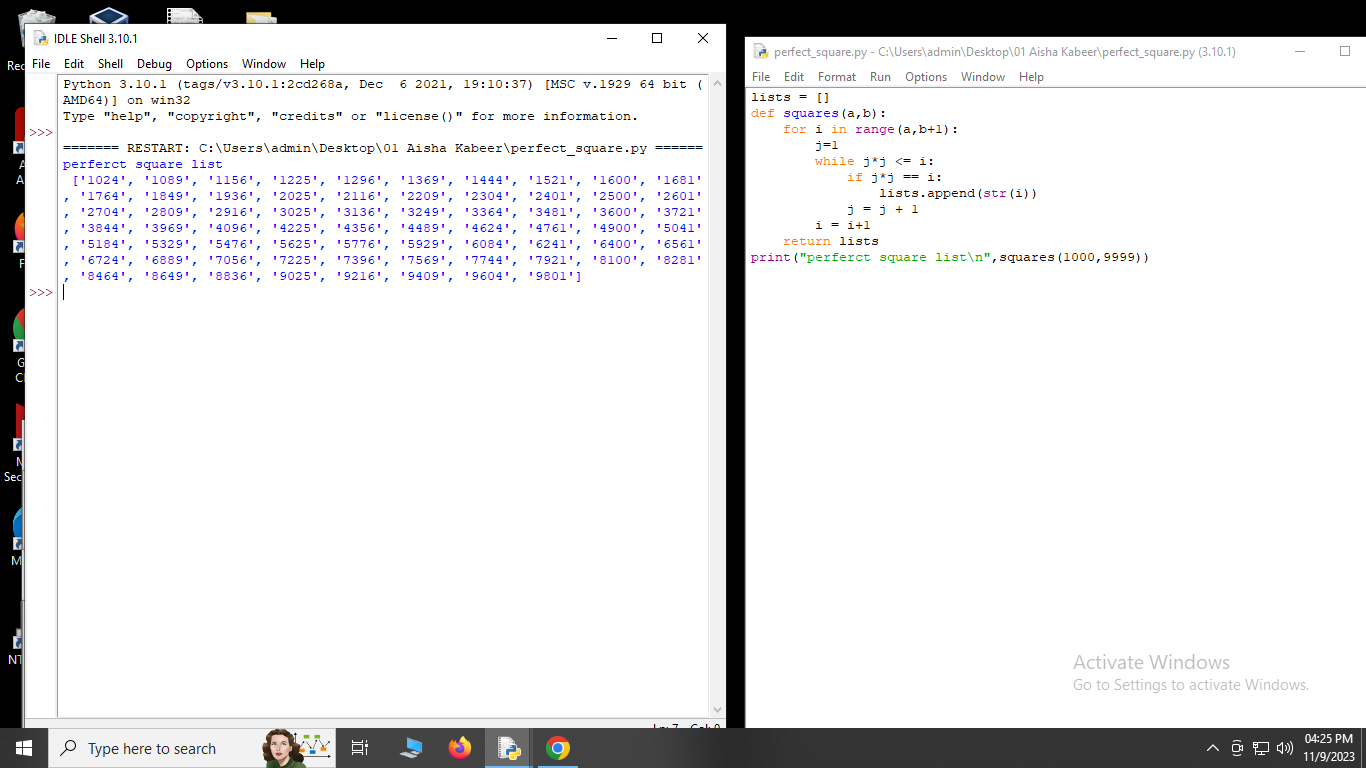 IDLE Shell 3.10.1
File Edit Shell Debug Options Window Help
Python 3.10.1 (tags/v3.10.1:2cd268a, Dec  6 2021, 19:10:37) [MSC v.1929 64 bit (
AMD64)] on win32
Type "help", "copyright", "credits" or "license()" for more information.
>>>
======= RESTART: C:\Users\admin\Desktop\01 Aisha Kabeer\perfect_square.py ======
perferct square list
 ['1024', '1089', '1156', '1225', '1296', '1369', '1444', '1521', '1600', '1681'
, '1764', '1849', '1936', '2025', '2116', '2209', '2304', '2401', '2500', '2601'
, '2704', '2809', '2916', '3025', '3136', '3249', '3364', '3481', '3600', '3721'
, '3844', '3969', '4096', '4225', '4356', '4489', '4624', '4761', '4900', '5041'
, '5184', '5329', '5476', '5625', '5776', '5929', '6084', '6241', '6400', '6561'
, '6724', '6889', '7056', '7225', '7396', '7569', '7744', '7921', '8100', '8281'
, '8464', '8649', '8836', '9025', '9216', '9409', '9604', '9801']
>>>
perfect_square.py - C:\Users\admin\Desktop\01 Aisha Kabeer\perfect_square.py (3.10.1)
File Edit Format Run Options Window Help
lists = []
def squares(a,b):
    for i in range(a,b+1):
        j=1
        while j*j <= i:
            if j*j == i:
                lists.append(str(i))
            j = j + 1
        i = i+1
    return lists
print("perferct square list\n",squares(1000,9999))
Activate Windows
Go to Settings to activate Windows.
Type here to search
04:25 PM
11/9/2023